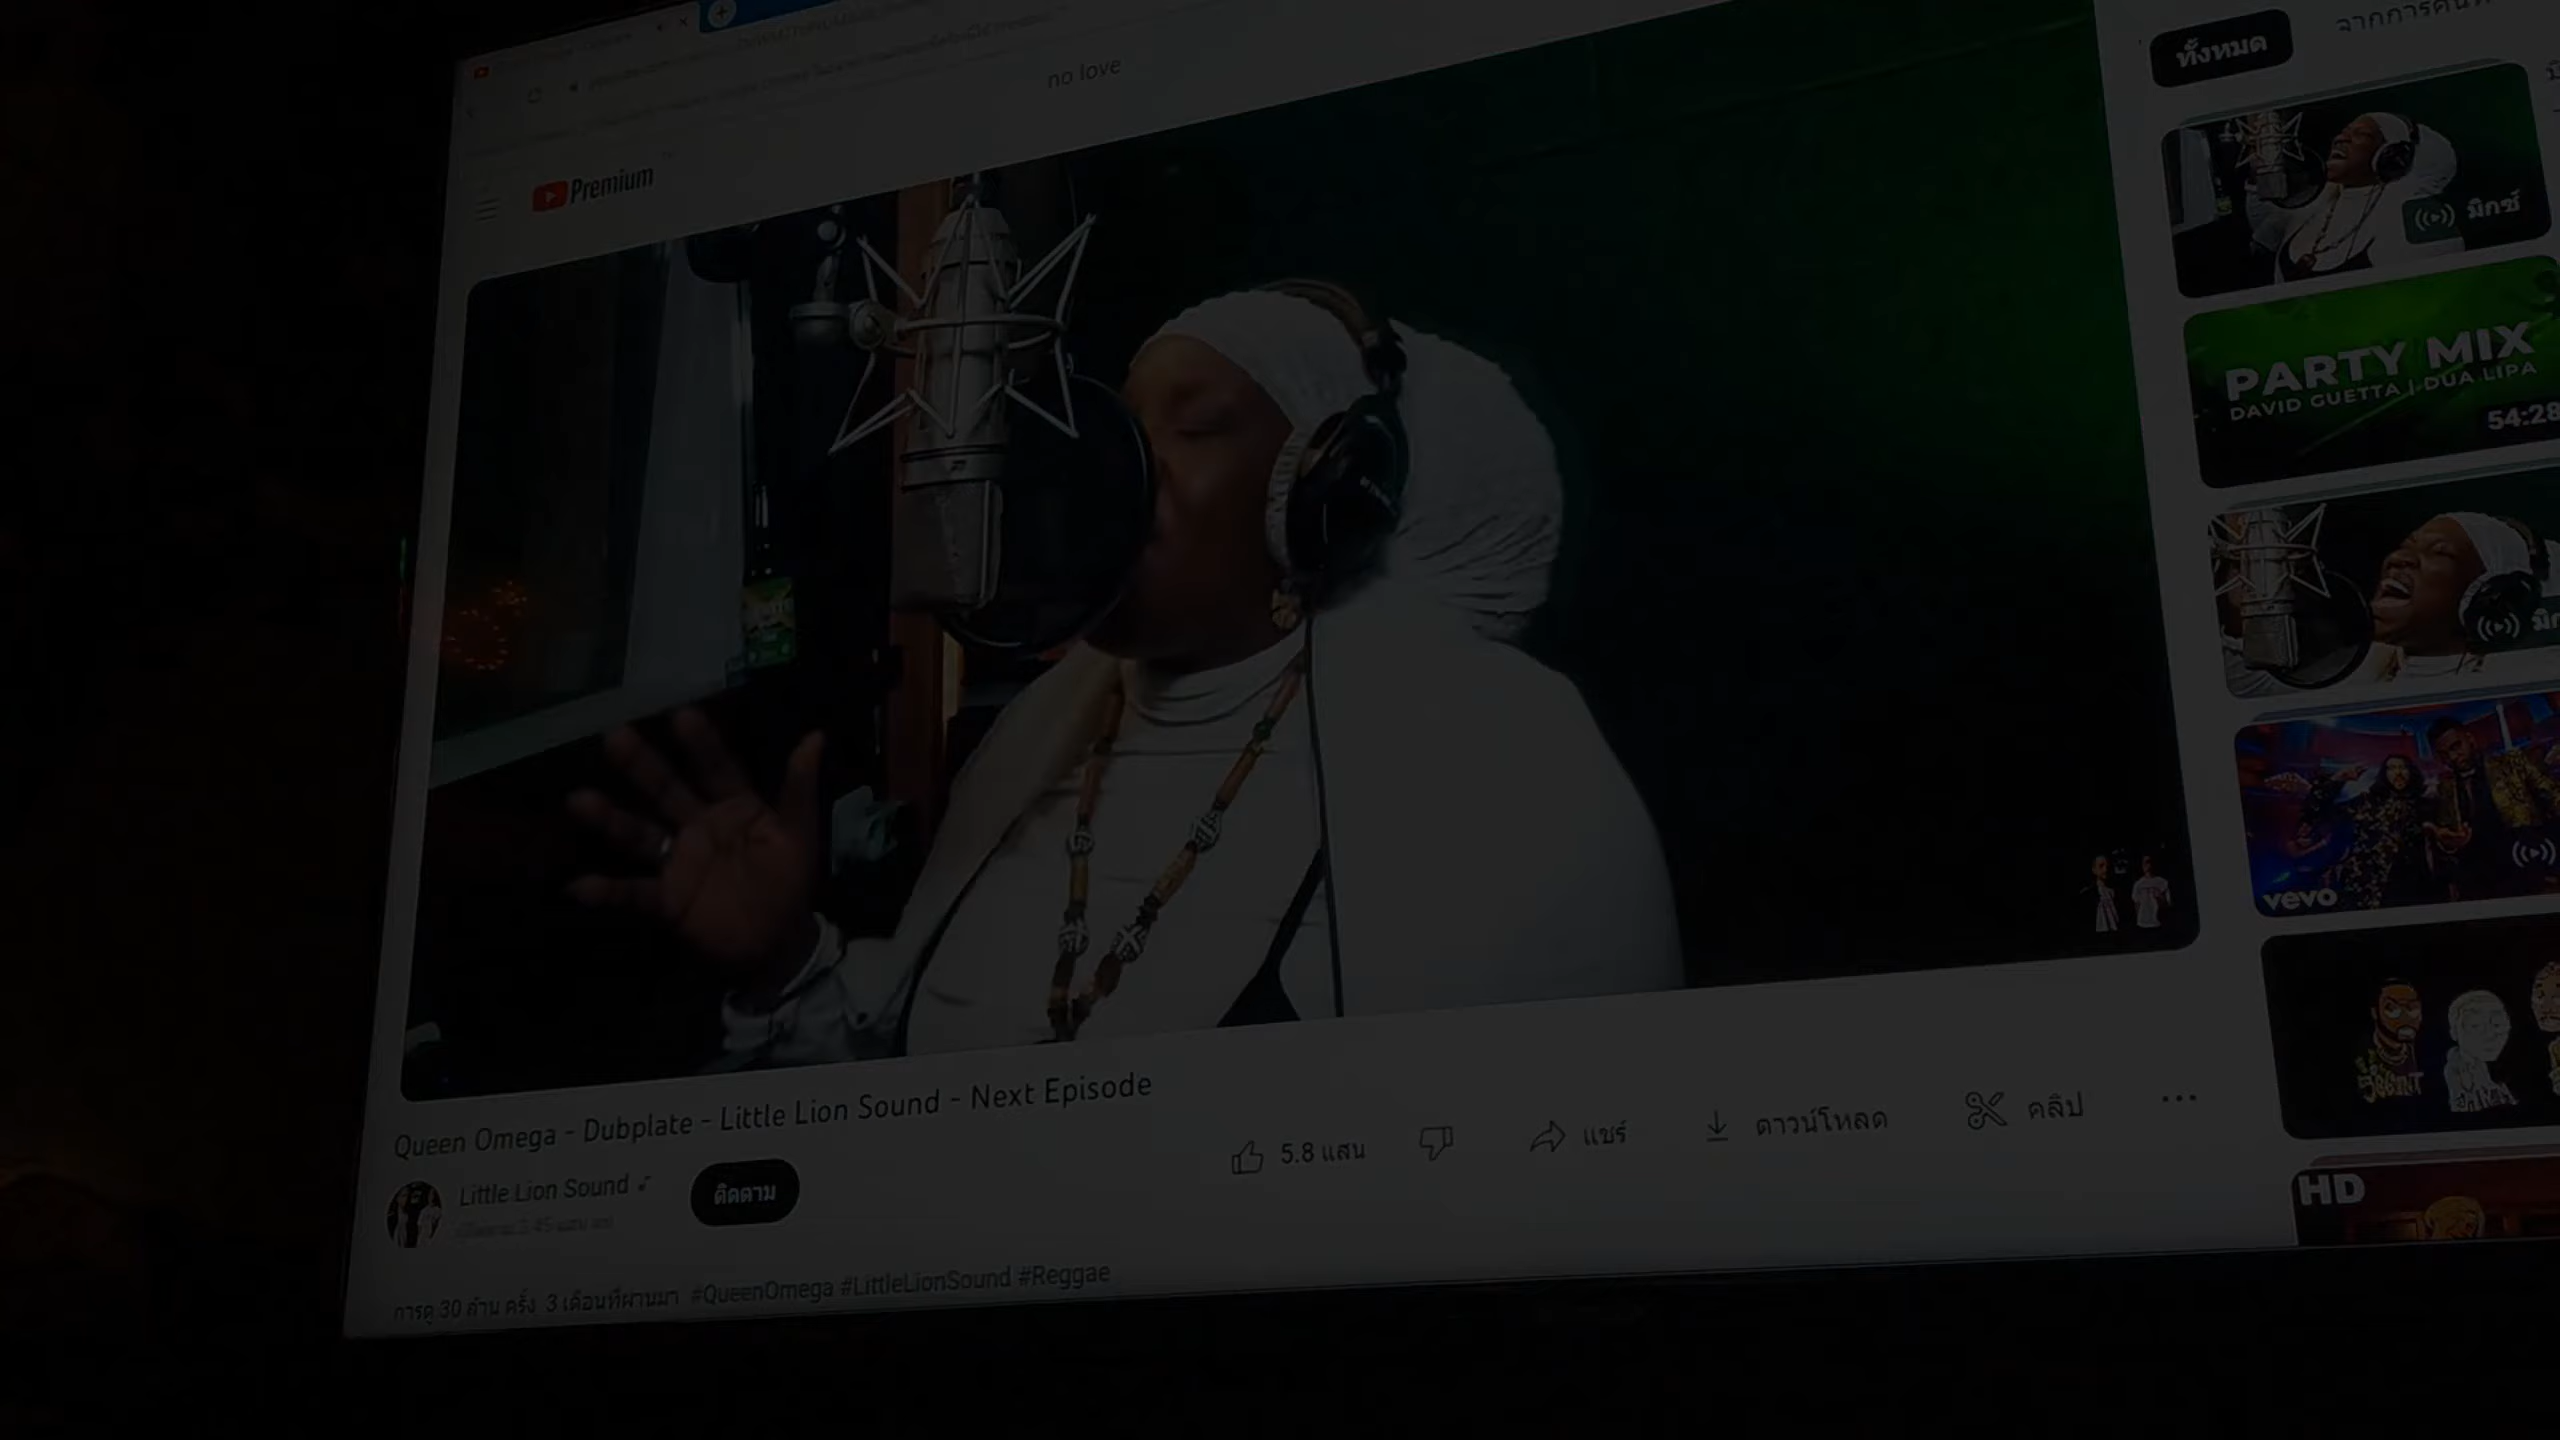 no love
Premium
ทั้งหมด
มิกซ์
PARTY MIX
DAVID GUETTA | DUA LIPA
54:28
vevo
HD
Queen Omega - Dubplate - Little Lion Sound - Next Episode
Little Lion Sound
ติดตาม
5.8 แสน
แชร์
ดาวน์โหลด
คลิป
การดู 30 ล้าน ครั้ง 3 เดือนที่ผ่านมา #QueenOmega #LittleLionSound #Reggae